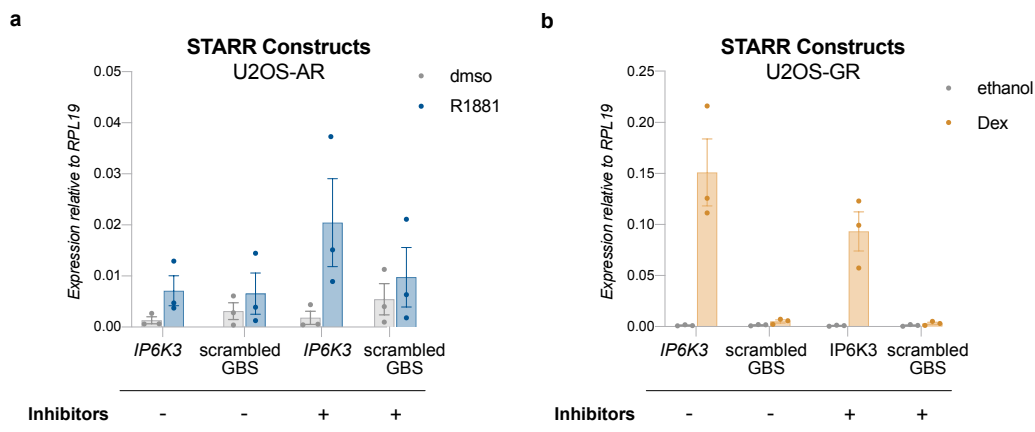 a
STARR Constructs
U2OS-AR
dmso
R1881
Expression relative to RPL19
0.05
0.04
0.03
0.02
0.01
0.00
IP6K3 scrambled IP6K3 scrambled
GBS GBS
Inhibitors - - + +
b
STARR Constructs
U2OS-GR
ethanol
Dex
Expression relative to RPL19
0.25
0.20
0.15
0.10
0.05
0.00
IP6K3 scrambled IP6K3 scrambled
GBS GBS
Inhibitors - - + +